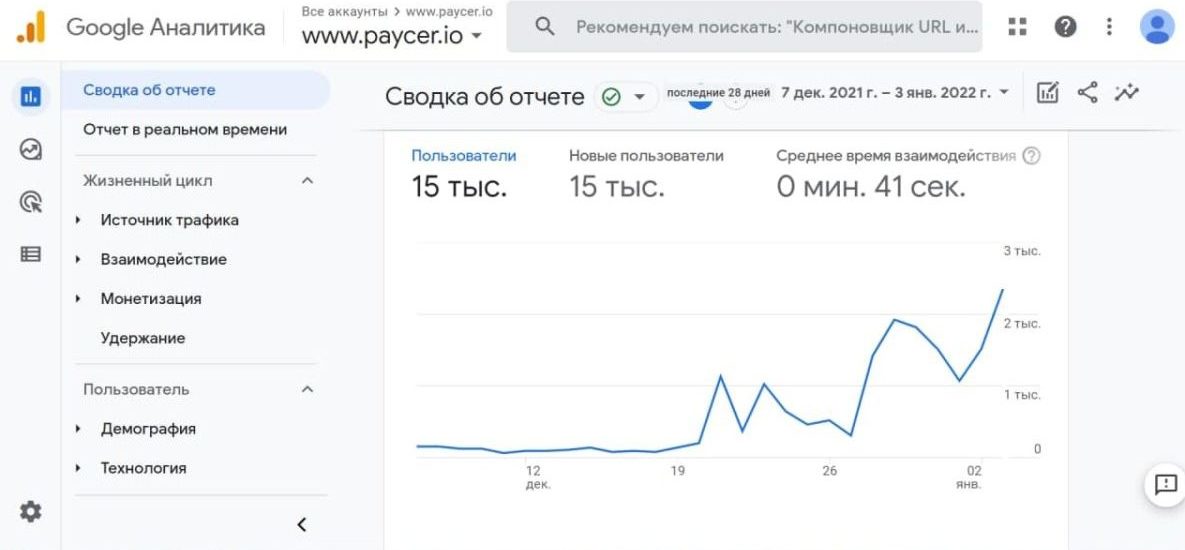 Google Аналитика
Все аккаунты > www.paycer.io
www.paycer.io
Рекомендуем поискать: "Компоновщик URL и...
Сводка об отчете
Отчет в реальном времени
Жизненный цикл
Источник трафика
Взаимодействие
Монетизация
Удержание
Пользователь
Демография
Технология
Сводка об отчете
последние 28 дней
7 дек. 2021 г. – 3 янв. 2022 г.
Пользователи
15 тыс.
Новые пользователи
15 тыс.
Среднее время взаимодействия
0 мин. 41 сек.
3 тыс.
2 тыс.
1 тыс.
0
12
дек.
19
26
02
янв.